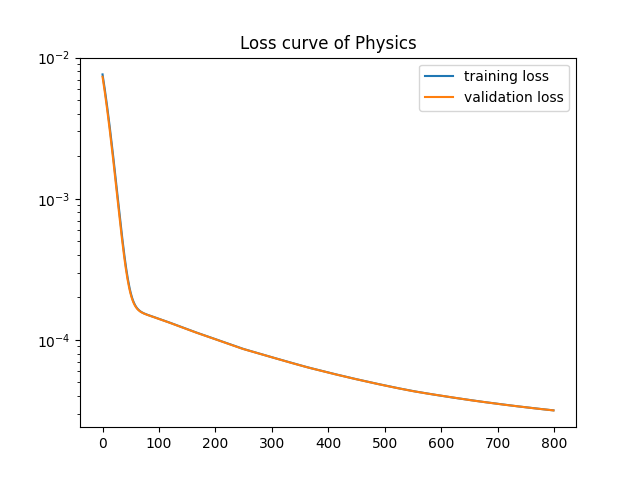 Loss curve of Physics
training loss
validation loss
10⁻²
10⁻³
10⁻⁴
0 100 200 300 400 500 600 700 800